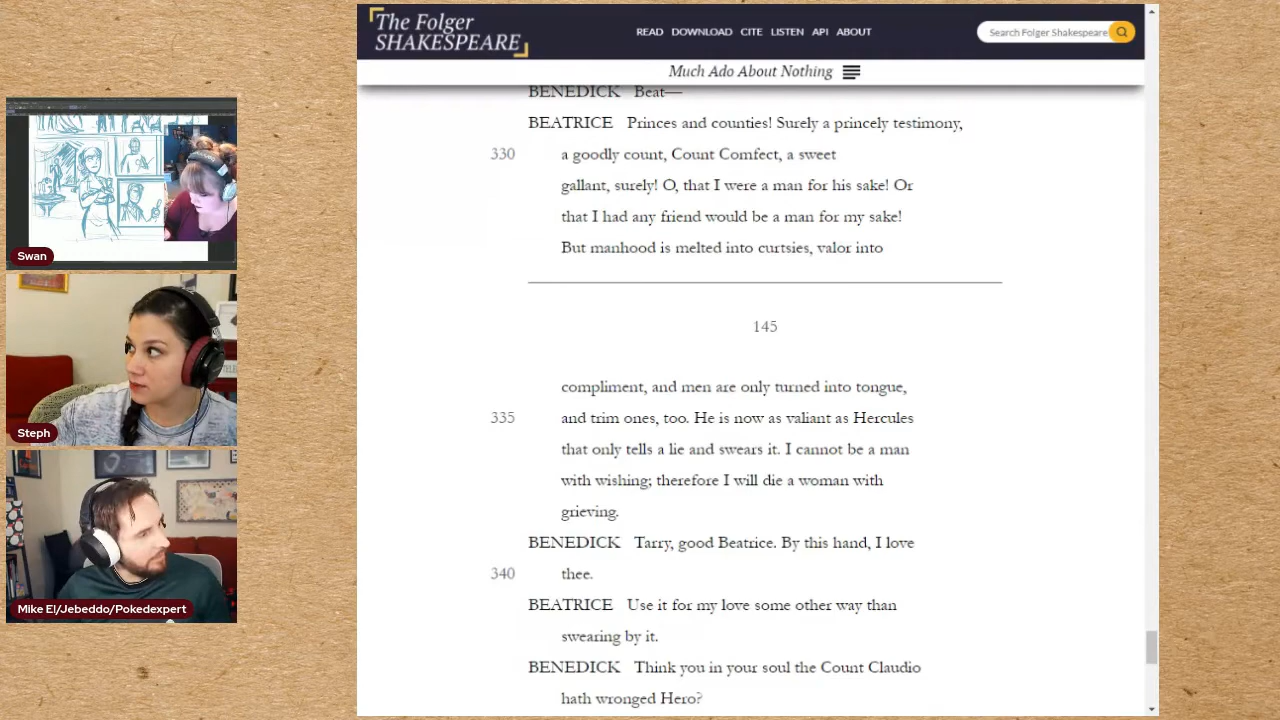 The Folger
SHAKESPEARE
READ DOWNLOAD CITE LISTEN API ABOUT
Search Folger Shakespeare
Much Ado About Nothing
BENEDICK Beat—
BEATRICE Princes and counties! Surely a princely testimony,
330 a goodly count, Count Comfect, a sweet
gallant, surely! O, that I were a man for his sake! Or
that I had any friend would be a man for my sake!
But manhood is melted into curtsies, valor into
145
compliment, and men are only turned into tongue,
335 and trim ones, too. He is now as valiant as Hercules
that only tells a lie and swears it. I cannot be a man
with wishing; therefore I will die a woman with
grieving.
BENEDICK Tarry, good Beatrice. By this hand, I love
340 thee.
BEATRICE Use it for my love some other way than
swearing by it.
BENEDICK Think you in your soul the Count Claudio
hath wronged Hero?
Swan
Steph
Mike El/Jebeddo/Pokedexpert